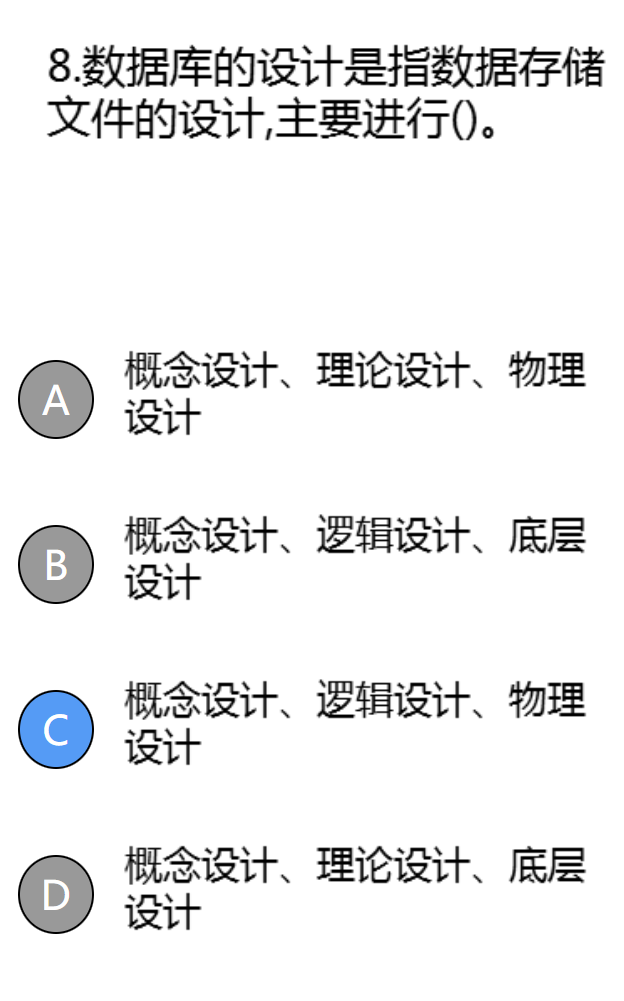 8.数据库的设计是指数据存储
文件的设计,主要进行()。
A
概念设计、理论设计、物理
设计
B
概念设计、逻辑设计、底层
设计
C
概念设计、逻辑设计、物理
设计
D
概念设计、理论设计、底层
设计